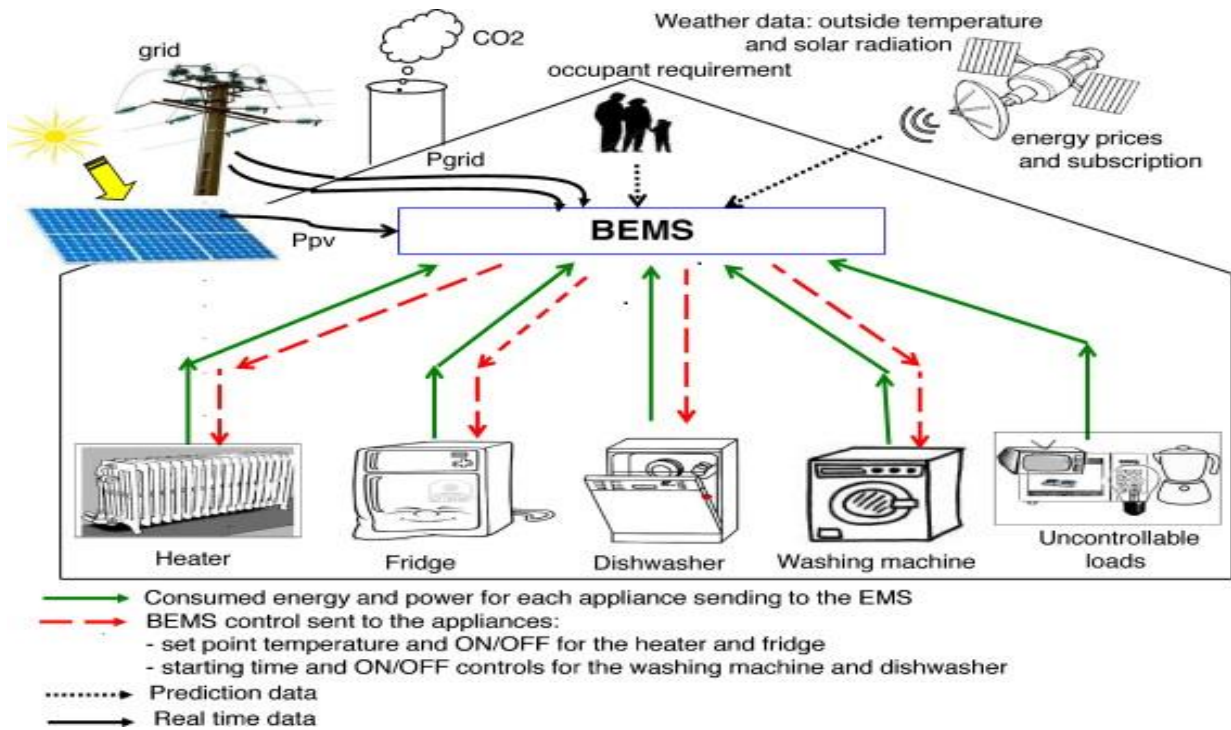 grid
CO2
Weather data: outside temperature
and solar radiation
occupant requirement
energy prices
and subscription
Pgrid
Ppv
BEMS
Heater
Fridge
Dishwasher
Washing machine
Uncontrollable
loads
Consumed energy and power for each appliance sending to the EMS
BEMS control sent to the appliances:
- set point temperature and ON/OFF for the heater and fridge
- starting time and ON/OFF controls for the washing machine and dishwasher
Prediction data
Real time data